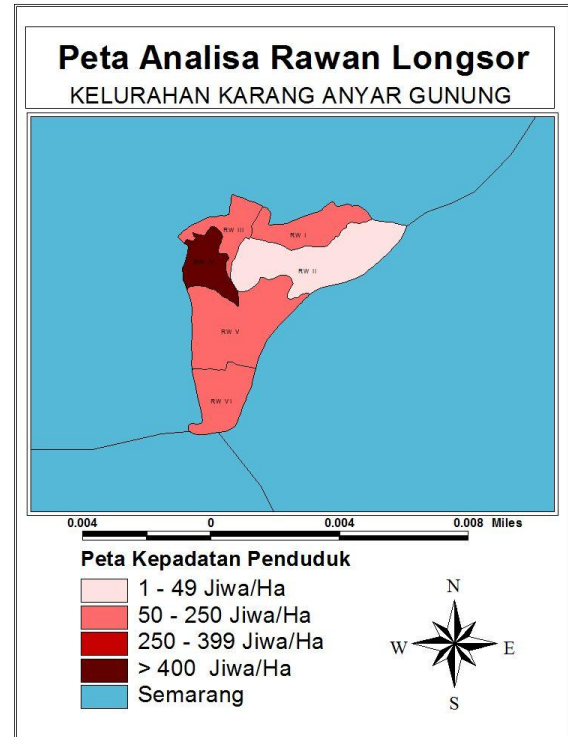 Peta Analisa Rawan Longsor
KELURAHAN KARANG ANYAR GUNUNG
RW III
RW I
RW II
RW
RW V
RW VI
0.004 0 0.004 0.008 Miles
Peta Kepadatan Penduduk
1 - 49 Jiwa/Ha
50 - 250 Jiwa/Ha
250 - 399 Jiwa/Ha
> 400 Jiwa/Ha
Semarang
N
W E
S